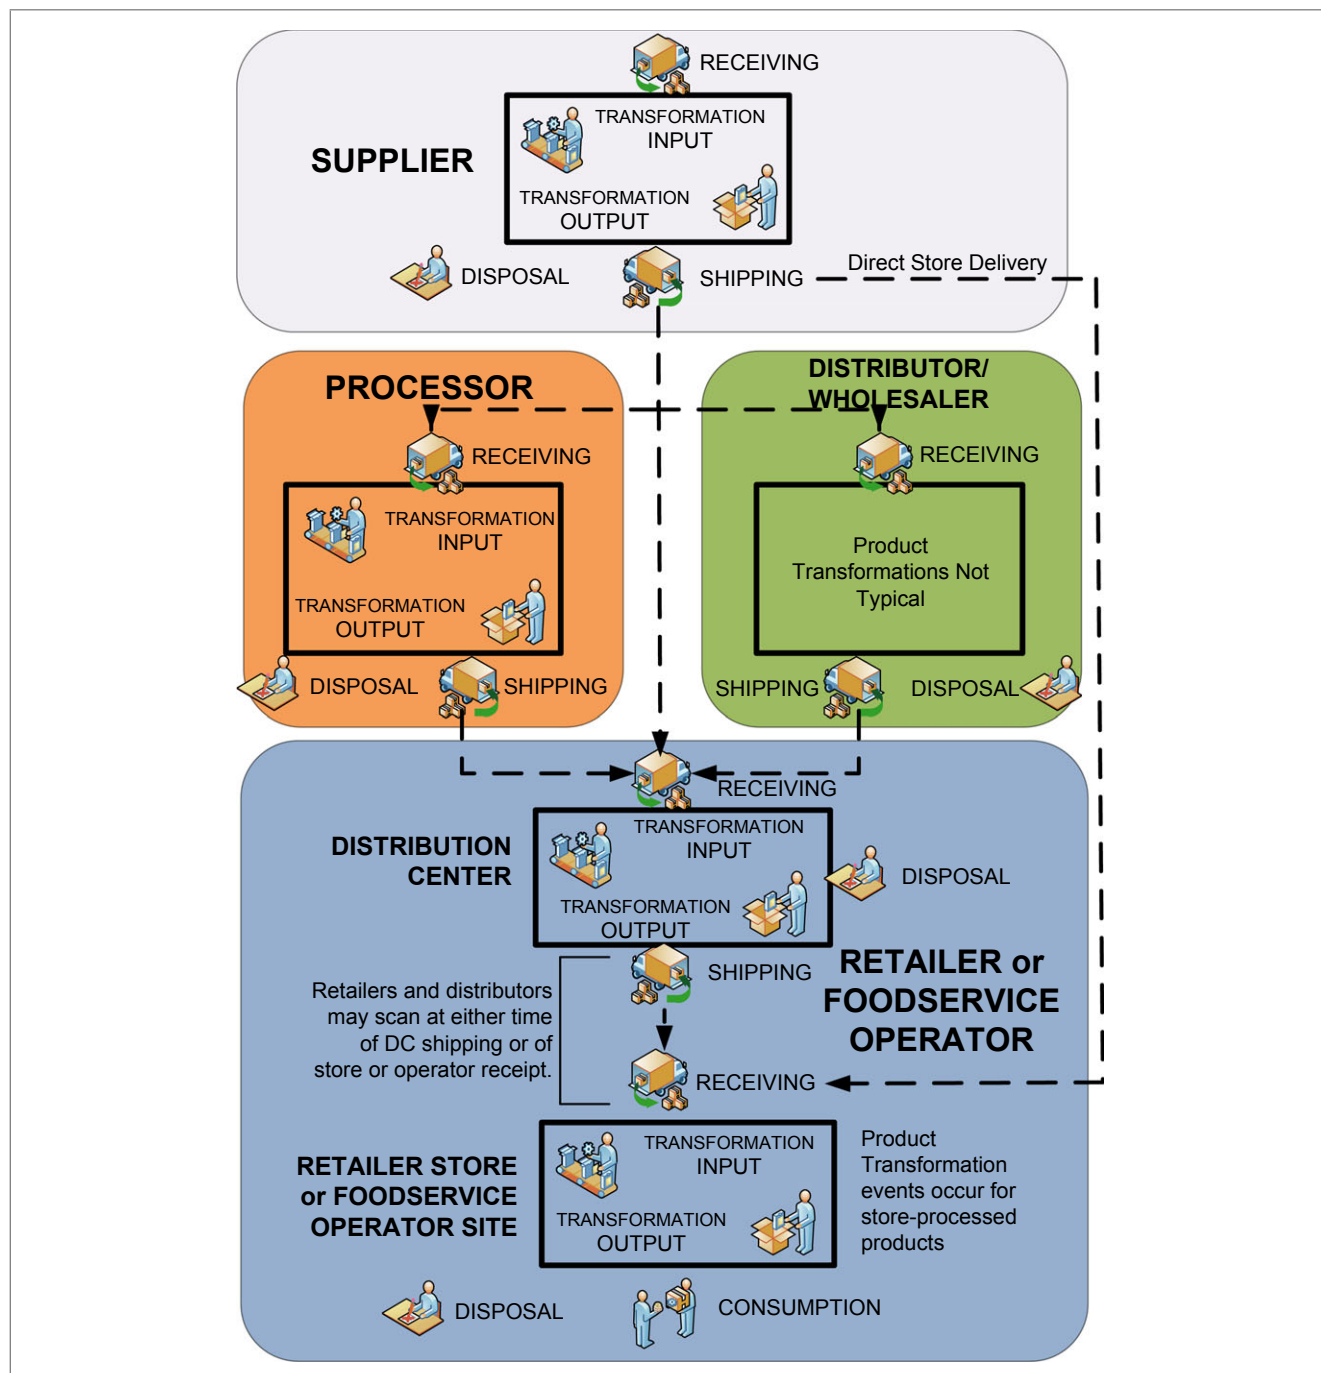 RECEIVING
TRANSFORMATION
INPUT
SUPPLIER
TRANSFORMATION
OUTPUT
DISPOSAL
SHIPPING
Direct Store Delivery
PROCESSOR
RECEIVING
TRANSFORMATION
INPUT
TRANSFORMATION
OUTPUT
DISPOSAL
SHIPPING
DISTRIBUTOR/
WHOLESALER
RECEIVING
Product
Transformations Not
Typical
SHIPPING
DISPOSAL
RECEIVING
DISTRIBUTION
CENTER
TRANSFORMATION
INPUT
TRANSFORMATION
OUTPUT
DISPOSAL
SHIPPING
RETAILER or
FOODSERVICE
OPERATOR
Retailers and distributors
may scan at either time
of DC shipping or of
store or operator receipt.
RECEIVING
RETAILER STORE
or FOODSERVICE
OPERATOR SITE
TRANSFORMATION
INPUT
TRANSFORMATION
OUTPUT
Product
Transformation
events occur for
store-processed
products
DISPOSAL
CONSUMPTION